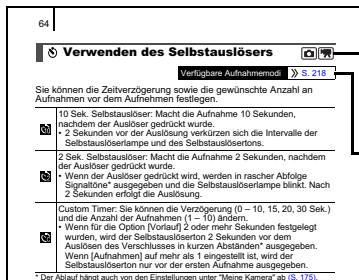 64
Verwenden des Selbstauslösers
Verfügbare Aufnahmemodi S. 218
Sie können die Zeitverzögerung sowie die gewünschte Anzahl an
Aufnahmen vor dem Aufnehmen festlegen.
10 Sek. Selbstauslöser: Macht die Aufnahme 10 Sekunden,
nachdem der Auslöser gedrückt wurde.
• 2 Sekunden vor der Auslösung verkürzen sich die Intervalle der
Selbstauslöserlampe und des Selbstauslösertons.
2 Sek. Selbstauslöser: Macht die Aufnahme 2 Sekunden, nachdem
der Auslöser gedrückt wurde.
• Wenn der Auslöser gedrückt wird, werden in rascher Abfolge
Signaltöne* ausgegeben und die Selbstauslöserlampe blinkt. Nach
2 Sekunden erfolgt die Auslösung.
Custom Timer: Sie können die Verzögerung (0 – 10, 15, 20, 30 Sek.)
und die Anzahl der Aufnahmen (1 – 10) ändern.
• Wenn für die Option [Vorlauf] 2 oder mehr Sekunden festgelegt
wurden, wird der Selbstauslöserton 2 Sekunden vor dem
Auslösen des Verschlusses in kurzen Abständen* ausgegeben.
Wenn [Aufnahmen] auf mehr als 1 eingestellt ist, wird der
Selbstauslöserton nur vor der ersten Aufnahme ausgegeben.
* Der Ablauf hängt auch von den Einstellungen unter "Meine Kamera" ab (S. 175).